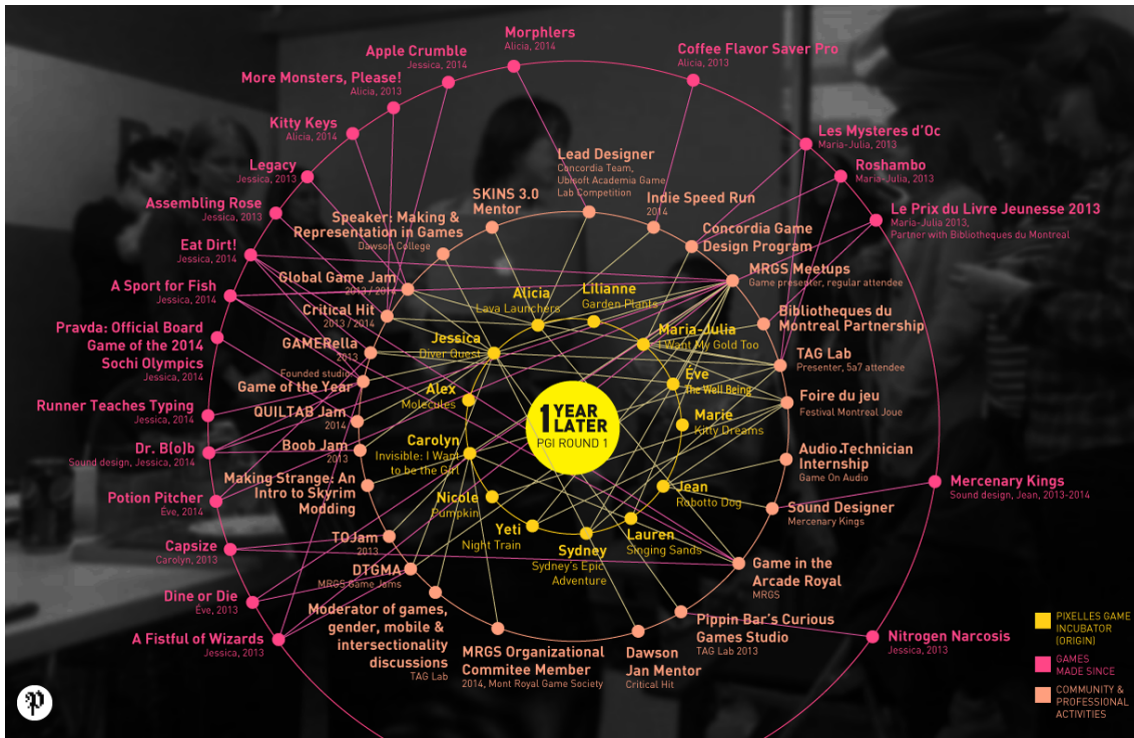 Morphlers
Alicia, 2014
Apple Crumble
Jessica, 2014
Coffee Flavor Saver Pro
Alicia, 2013
More Monsters, Please!
Alicia, 2013
Kitty Keys
Alicia, 2014
Les Mysteres d'Oc
Maria-Julia, 2013
Legacy
Jessica, 2013
Roshambo
Maria-Julia, 2013
Assembling Rose
Jessica, 2013
Le Prix du Livre Jeunesse 2013
Maria-Julia 2013,
Partner with Bibliotheques du Montreal
Eat Dirt!
Jessica, 2014
A Sport for Fish
Jessica, 2014
Pravda: Official Board
Game of the 2014
Sochi Olympics
Jessica, 2014
Runner Teaches Typing
Jessica, 2014
Dr. B(o)b
Sound design, Jessica, 2014
Potion Pitcher
Éve, 2014
Capsize
Carolyn, 2013
Dine or Die
Éve, 2013
A Fistful of Wizards
Jessica, 2013
Mercenary Kings
Sound design, Jean, 2013-2014
Nitrogen Narcosis
Jessica, 2013
Lead Designer
Concordia Team,
Ubisoft Academia Game
Lab Competition
SKINS 3.0
Mentor
Indie Speed Run
2014
Speaker: Making &
Representation in Games
Dawson College
Concordia Game
Design Program
Global Game Jam
2013 / 2014
MRGS Meetups
Game presenter, regular attendee
Critical Hit
2013 / 2014
Bibliotheques du
Montreal Partnership
GAMERella
2013
TAG Lab
Presenter, 5a7 attendee
Founded studio
Game of the Year
Foire du jeu
Festival Montreal Joue
QUILTAB Jam
2014
Boob Jam
2013
Audio Technician
Internship
Game On Audio
Making Strange: An
Intro to Skyrim
Modding
Sound Designer
Mercenary Kings
TOJam
2013
Game in the
Arcade Royal
MRGS
DTGMA
MRGS Game Jams
Moderator of games,
gender, mobile &
intersectionality
discussions
TAG Lab
MRGS Organizational
Commitee Member
2014, Mont Royal Game Society
Dawson
Jan Mentor
Critical Hit
Pippin Bar's Curious
Games Studio
TAG Lab 2013
Alicia
Lava Launchers
Lilianne
Garden Plants
Jessica
Diver Quest
Maria-Julia
I Want My Gold Too
Alex
Molecules
Éve
The Well Being
Marie
Kitty Dreams
Carolyn
Invisible: I Want
to be the Girl
Jean
Robotto Dog
Nicole
Pumpkin
Yeti
Night Train
Sydney
Sydney's Epic
Adventure
Lauren
Singing Sands
1 YEAR
LATER
PGI ROUND 1
PIXELLES GAME
INCUBATOR
(ORIGIN)
GAMES
MADE SINCE
COMMUNITY &
PROFESSIONAL
ACTIVITIES